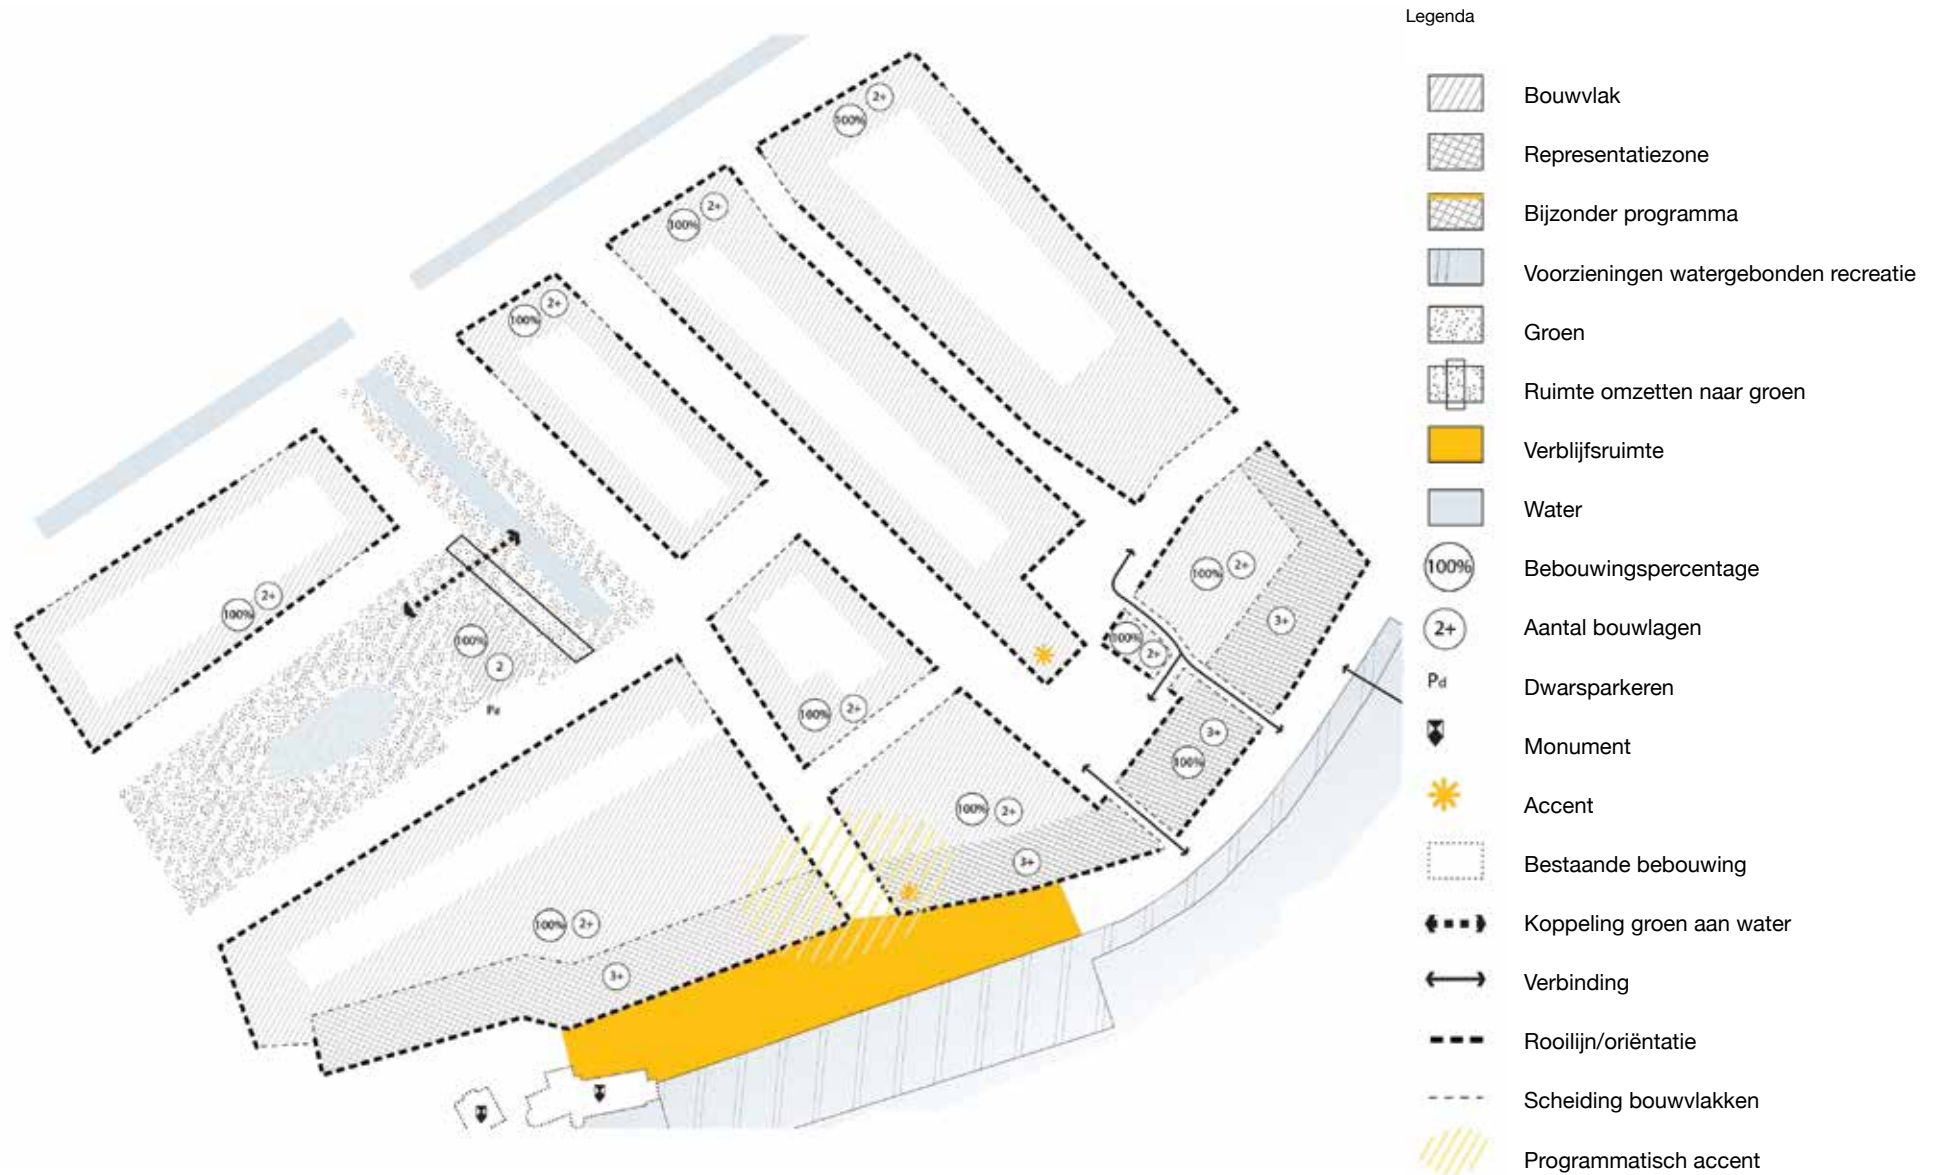 Legenda
Bouwvlak
Representatiezone
Bijzonder programma
Voorzieningen watergebonden recreatie
Groen
Ruimte omzetten naar groen
Verblijfsruimte
Water
100% Bebouwingspercentage
2+ Aantal bouwlagen
Pd Dwarsparkeren
Monument
Accent
Bestaande bebouwing
Koppeling groen aan water
Verbinding
Rooilijn/oriëntatie
Scheiding bouwvlakken
Programmatisch accent
100% 2+
100% 2+
100% 2+
100% 2+
100% 2+
3+
100% 2+
100%
2
Pd
3+
100%
100% 2+
100% 2+
3+
100% 2+
3+